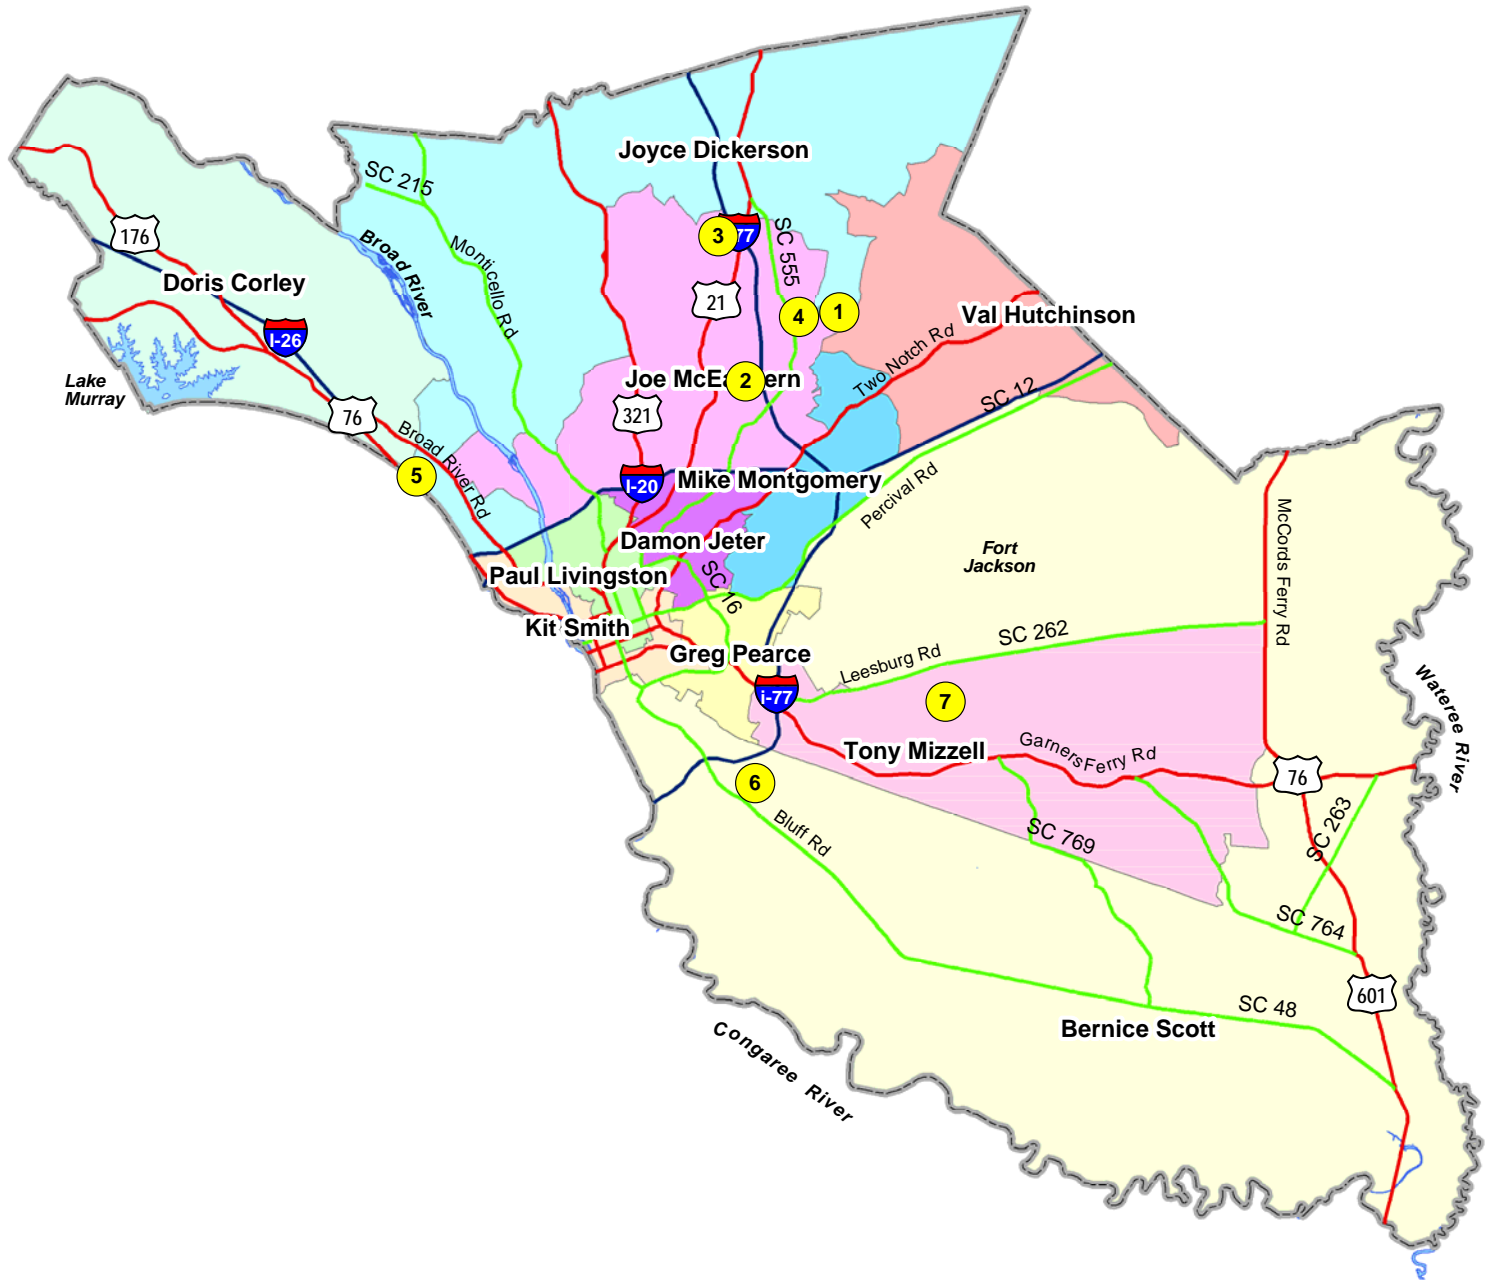 Joyce Dickerson
SC 215
176
Broad River
Monticello Rd
3
77
SC 555
Doris Corley
21
4
1
Val Hutchinson
I-26
Two Notch Rd
Lake
Murray
Joe McEa
2
ern
SC 12
76
321
Broad River Rd
5
I-20
Mike Montgomery
Percival Rd
McCords Ferry Rd
Damon Jeter
Fort
Jackson
Paul Livingston
SC 16
Kit Smith
SC 262
Greg Pearce
Leesburg Rd
i-77
7
Wateree River
Tony Mizzell
Garners Ferry Rd
76
6
Bluff Rd
SC 769
SC 263
SC 764
601
SC 48
Bernice Scott
Congaree River